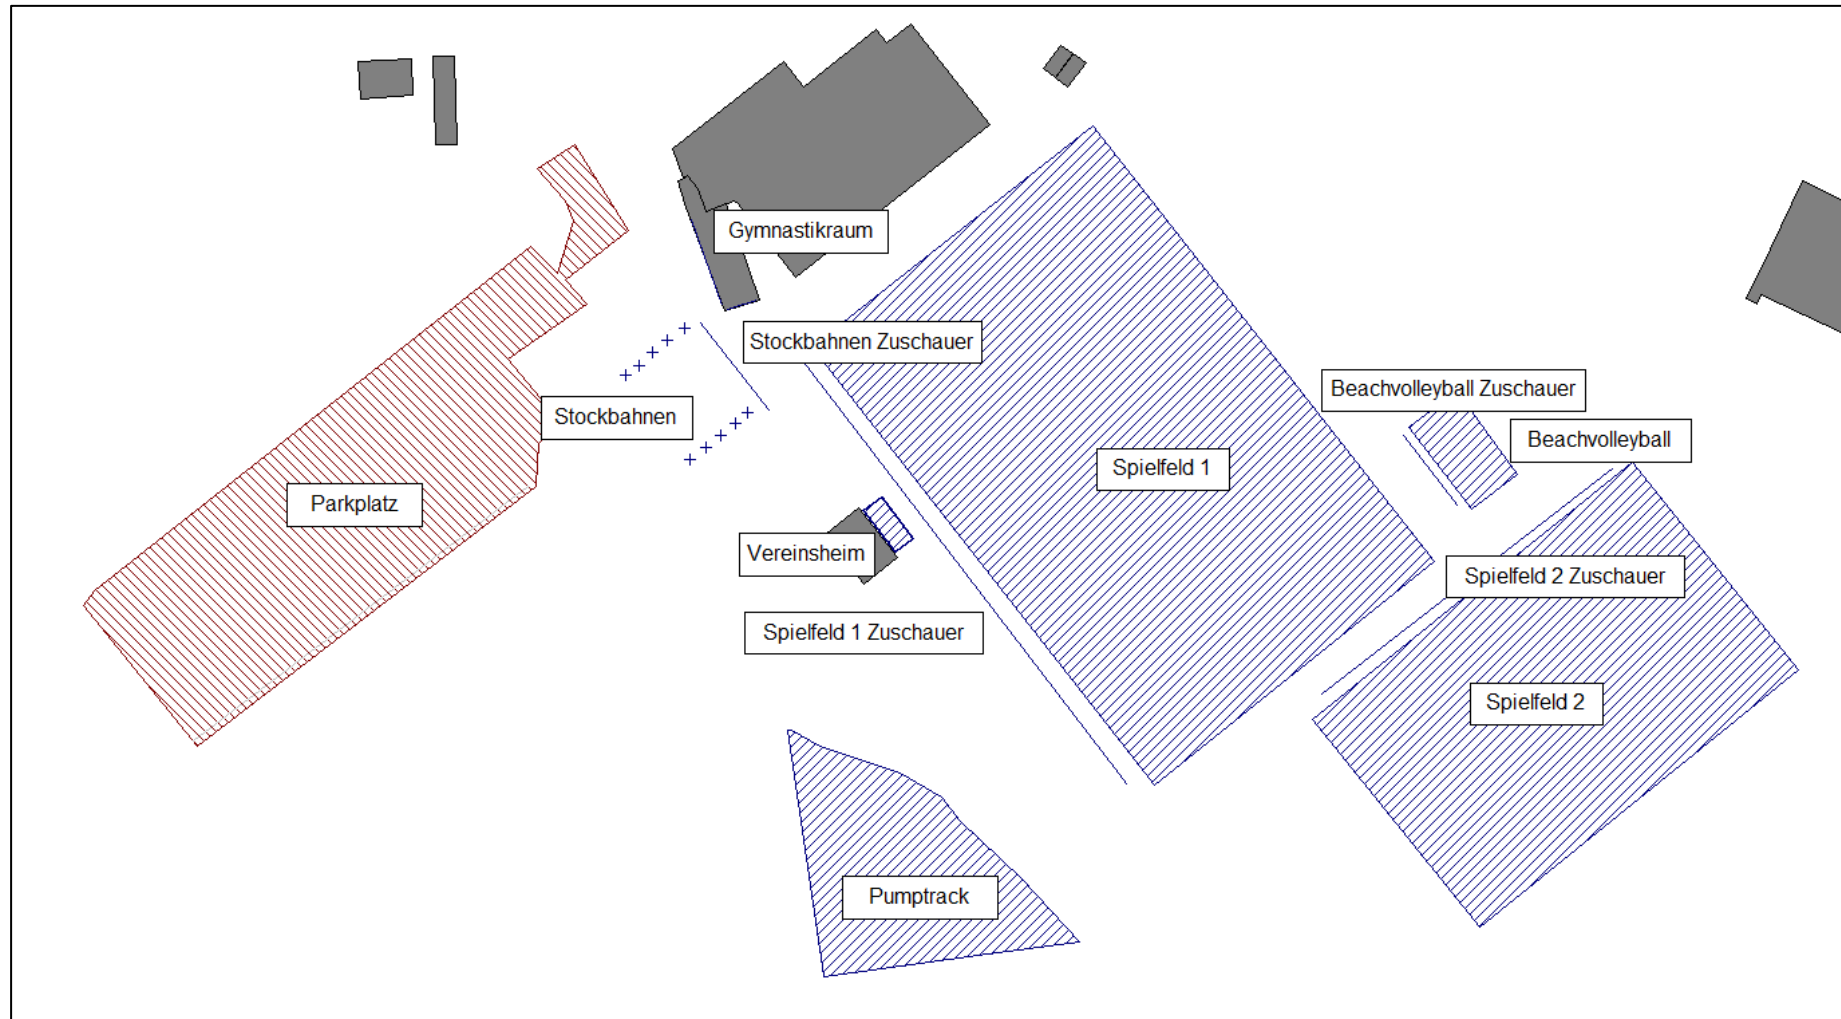 Gymnastikraum
Stockbahnen Zuschauer
Beachvolleyball Zuschauer
Stockbahnen
Beachvolleyball
Spielfeld 1
Parkplatz
Vereinsheim
Spielfeld 2 Zuschauer
Spielfeld 1 Zuschauer
Spielfeld 2
Pumptrack